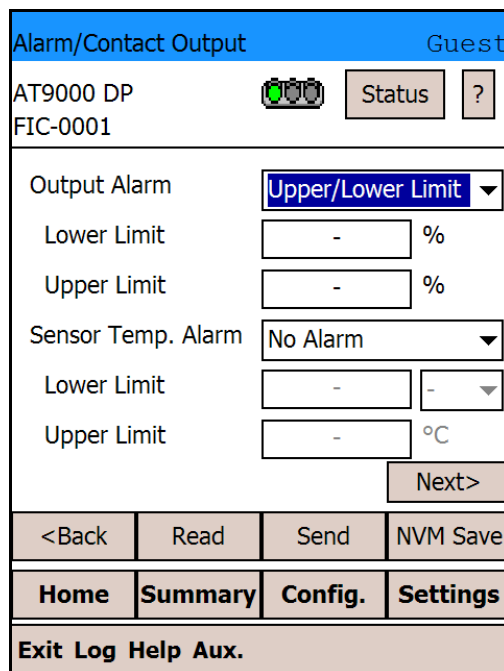 Alarm/Contact Output Guest
AT9000 DP Status ?
FIC-0001
Output Alarm Upper/Lower Limit
Lower Limit - %
Upper Limit - %
Sensor Temp. Alarm No Alarm
Lower Limit - -
Upper Limit - °C
Next>
<Back Read Send NVM Save
Home Summary Config. Settings
Exit Log Help Aux.